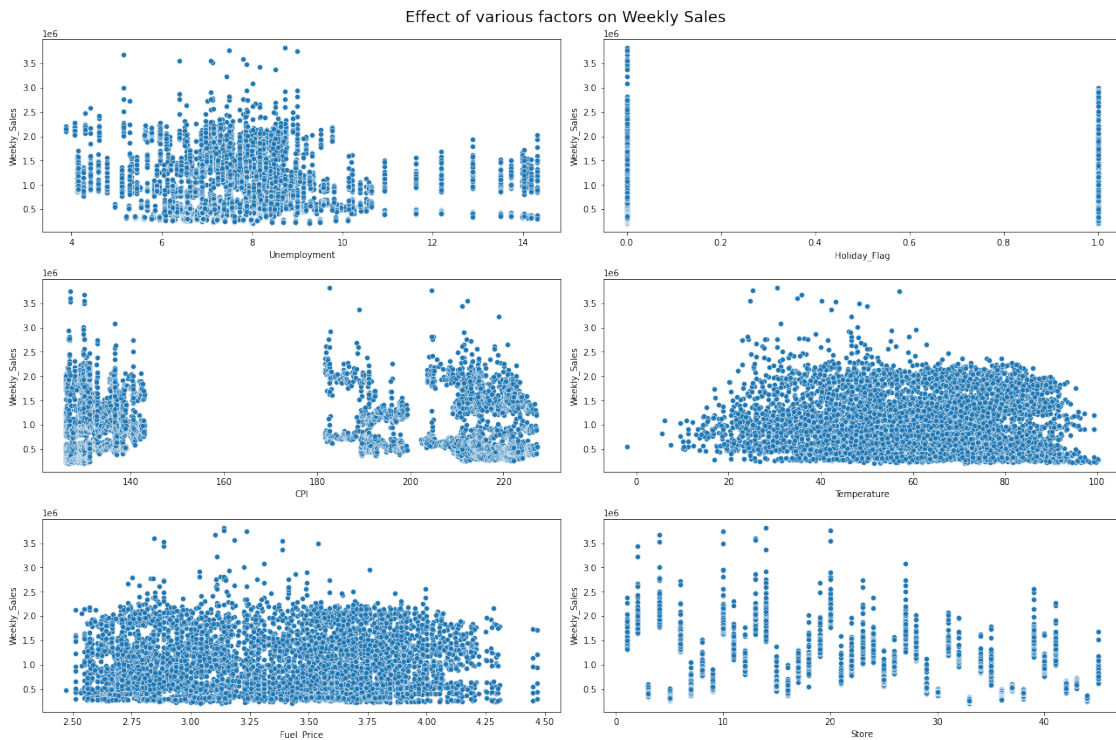 Effect of various factors on Weekly Sales
1e6
3.5
3.0
2.5
2.0
1.5
1.0
0.5
Weekly_Sales
4 6 8 10 12 14
Unemployment
1e6
3.5
3.0
2.5
2.0
1.5
1.0
0.5
Weekly_Sales
0.0 0.2 0.4 0.6 0.8 1.0
Holiday_Flag
1e6
3.5
3.0
2.5
2.0
1.5
1.0
0.5
Weekly_Sales
140 160 180 200 220
CPI
1e6
3.5
3.0
2.5
2.0
1.5
1.0
0.5
Weekly_Sales
0 20 40 60 80 100
Temperature
1e6
3.5
3.0
2.5
2.0
1.5
1.0
0.5
Weekly_Sales
2.50 2.75 3.00 3.25 3.50 3.75 4.00 4.25 4.50
Fuel_Price
1e6
3.5
3.0
2.5
2.0
1.5
1.0
0.5
Weekly_Sales
0 10 20 30 40
Store